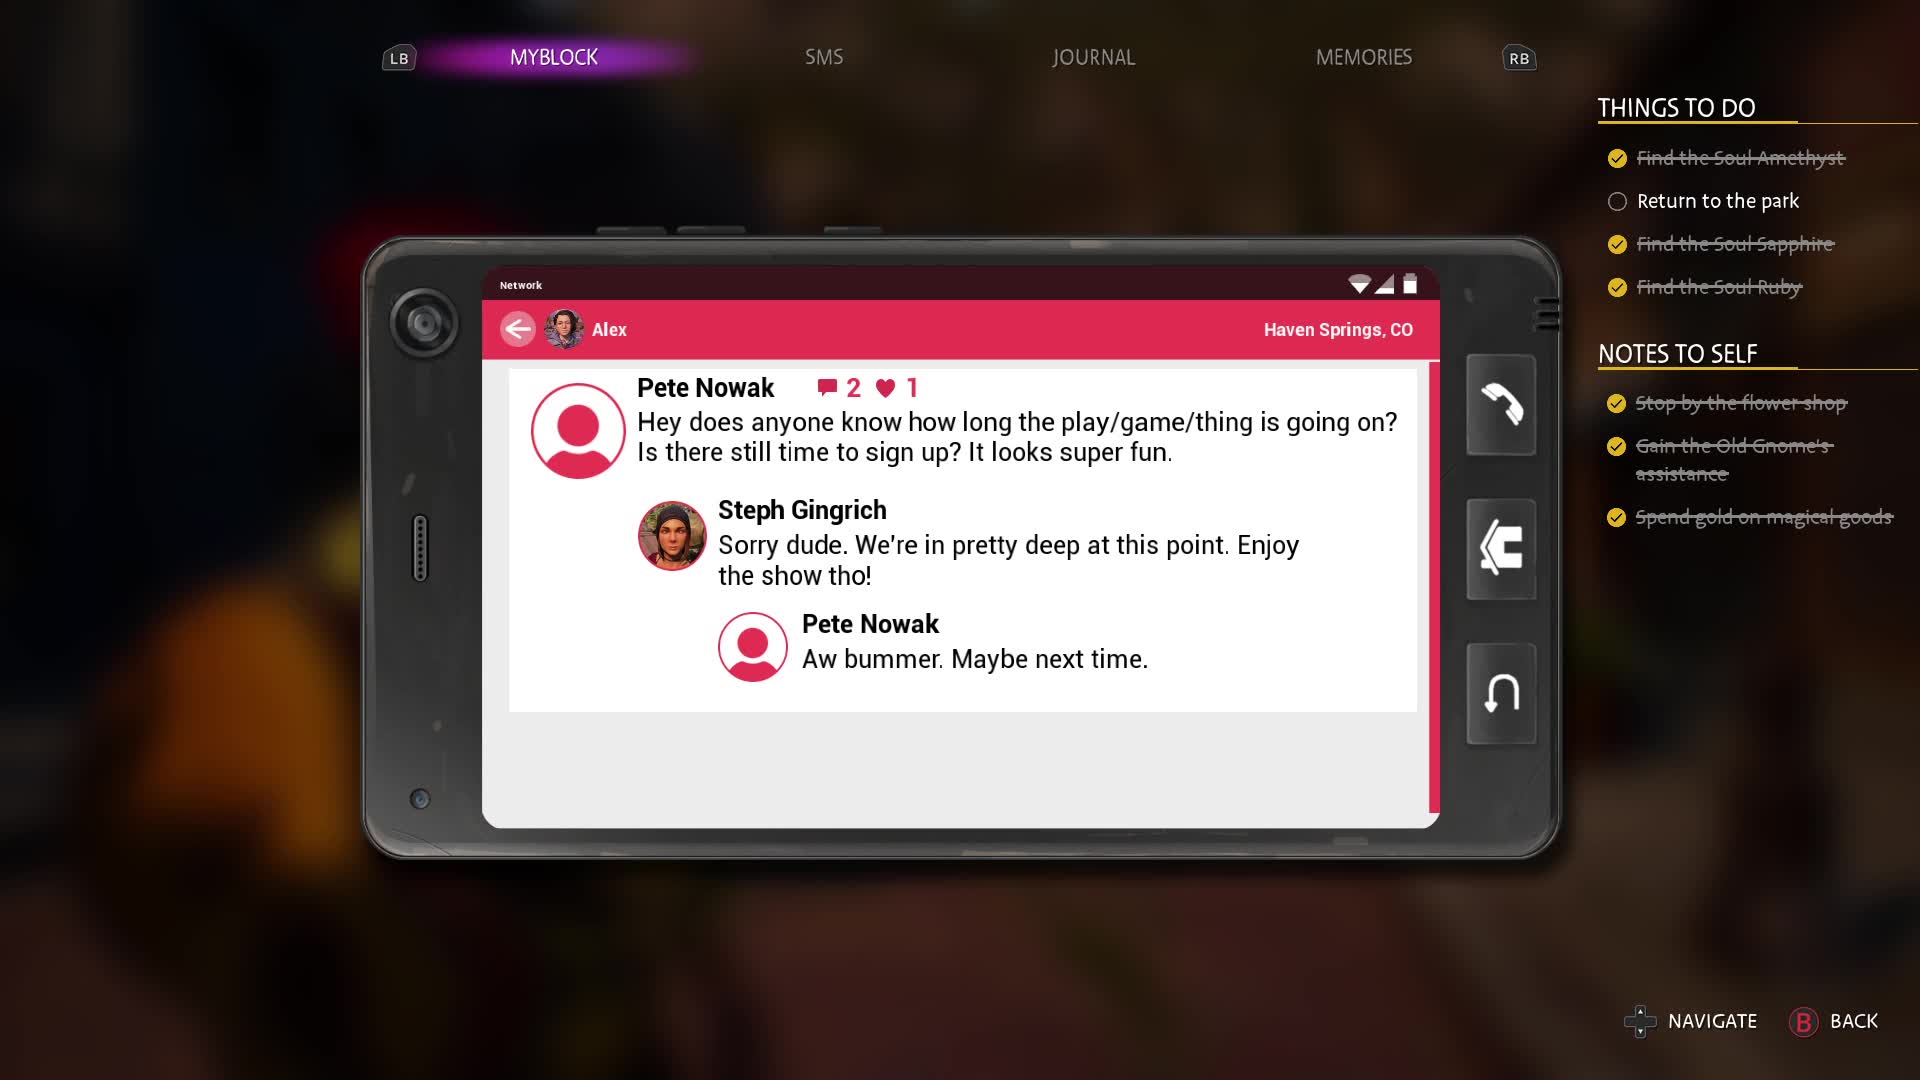 LB
MYBLOCK
SMS
JOURNAL
MEMORIES
RB
THINGS TO DO
Find the Soul Amethyst
Return to the park
Find the Soul Sapphire
Find the Soul Ruby
NOTES TO SELF
Stop by the flower shop
Gain the Old Gnome's
assistance
Spend gold on magical goods
Network
Alex
Haven Springs, CO
Pete Nowak 2 1
Hey does anyone know how long the play/game/thing is going on?
Is there still time to sign up? It looks super fun.
Steph Gingrich
Sorry dude. We're in pretty deep at this point. Enjoy
the show tho!
Pete Nowak
Aw bummer. Maybe next time.
NAVIGATE
B BACK